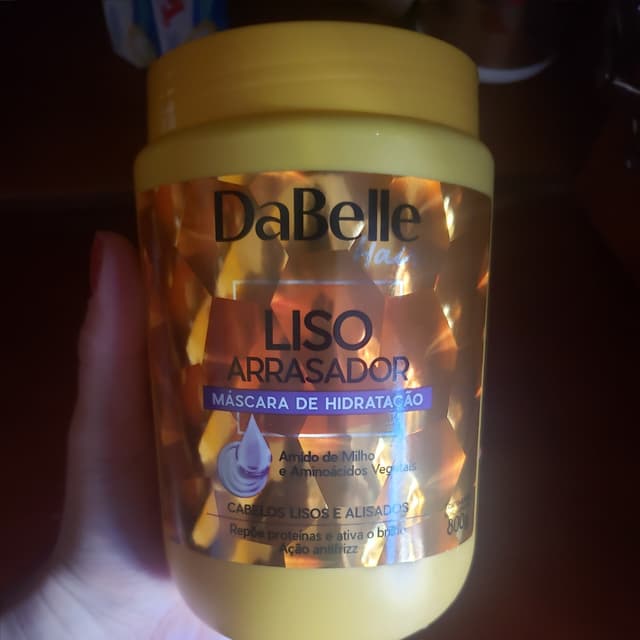 DaBelle
Hair
LISO
ARRASADOR
MÁSCARA DE HIDRATAÇÃO
Amido de Milho
e Aminoácidos Vegetais
CABELOS LISOS E ALISADOS
Repõe proteínas e ativa o brilho
Ação antifrizz
800g